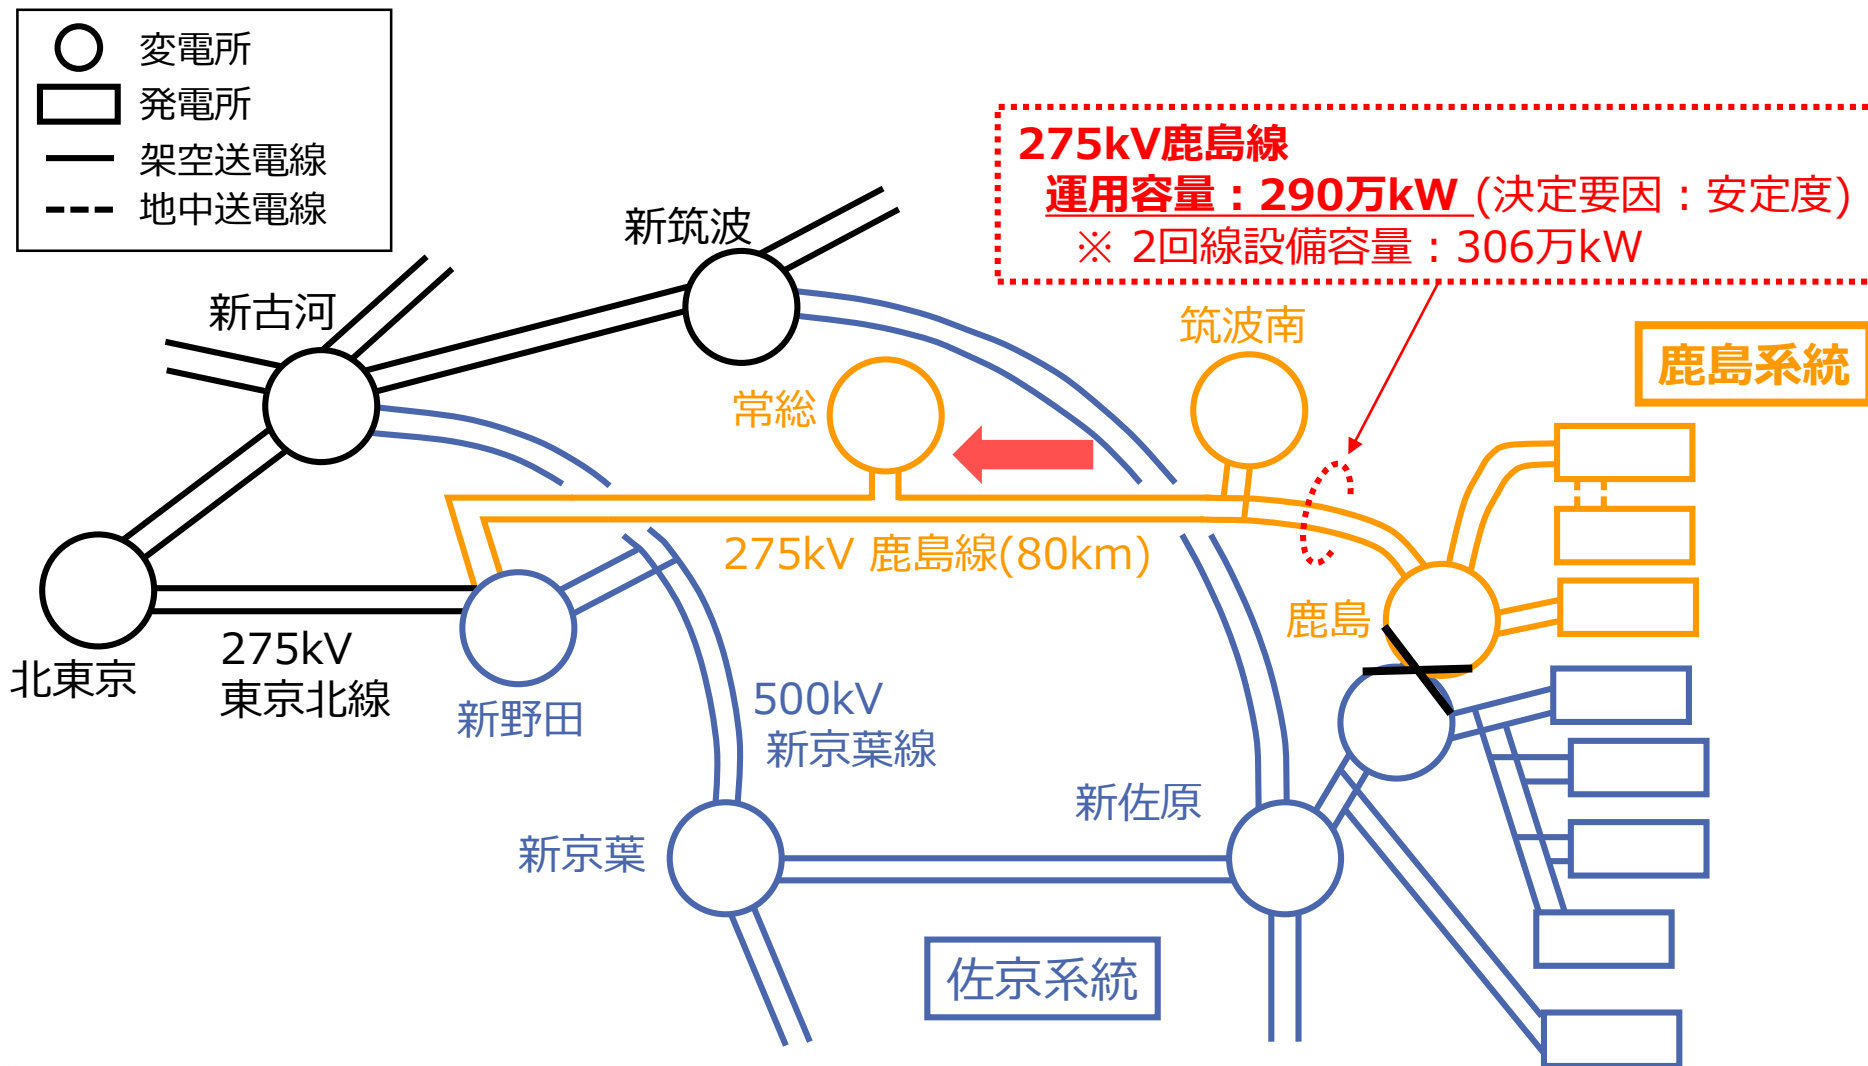 変電所
発電所
架空送電線
地中送電線
275kV鹿島線
運用容量：290万kW (決定要因：安定度)
※ 2回線設備容量：306万kW
新筑波
新古河
筑波南
鹿島系統
常総
275kV 鹿島線(80km)
鹿島
北東京
275kV
東京北線
新野田
500kV
新京葉線
新佐原
新京葉
佐京系統